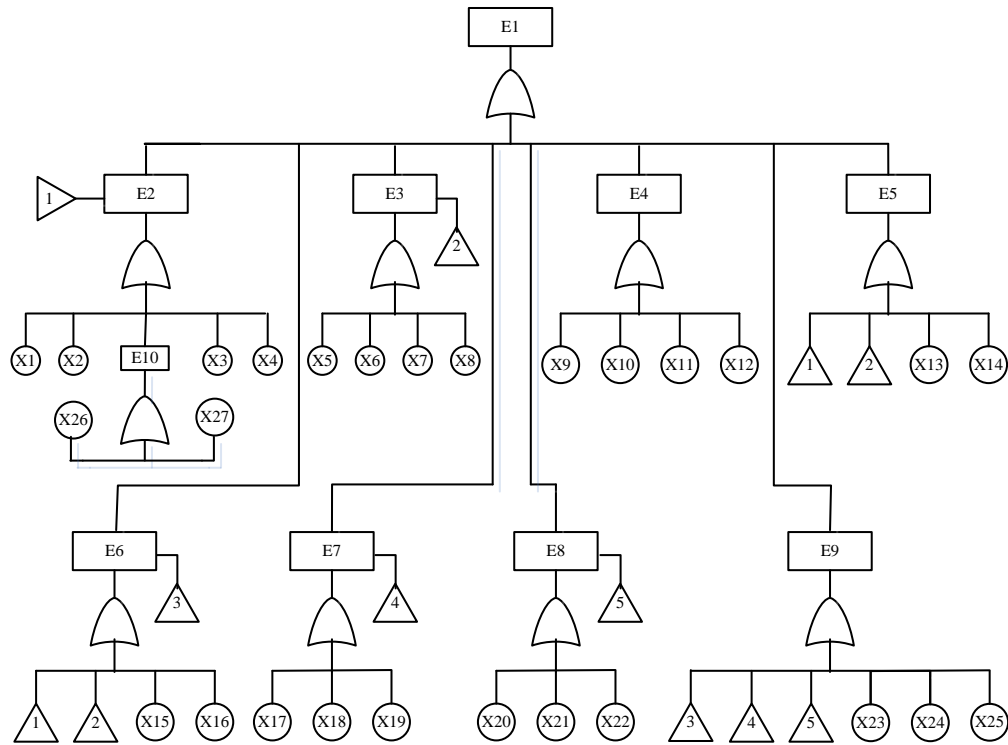 E1
1 E2 E3 E4 E5
2
X1 X2 E10 X3 X4 X5 X6 X7 X8 X9 X10 X11 X12 1 2 X13 X14
X26 X27
E6 E7 E8 E9
3 4 5
1 2 X15 X16 X17 X18 X19 X20 X21 X22 3 4 5 X23 X24 X25